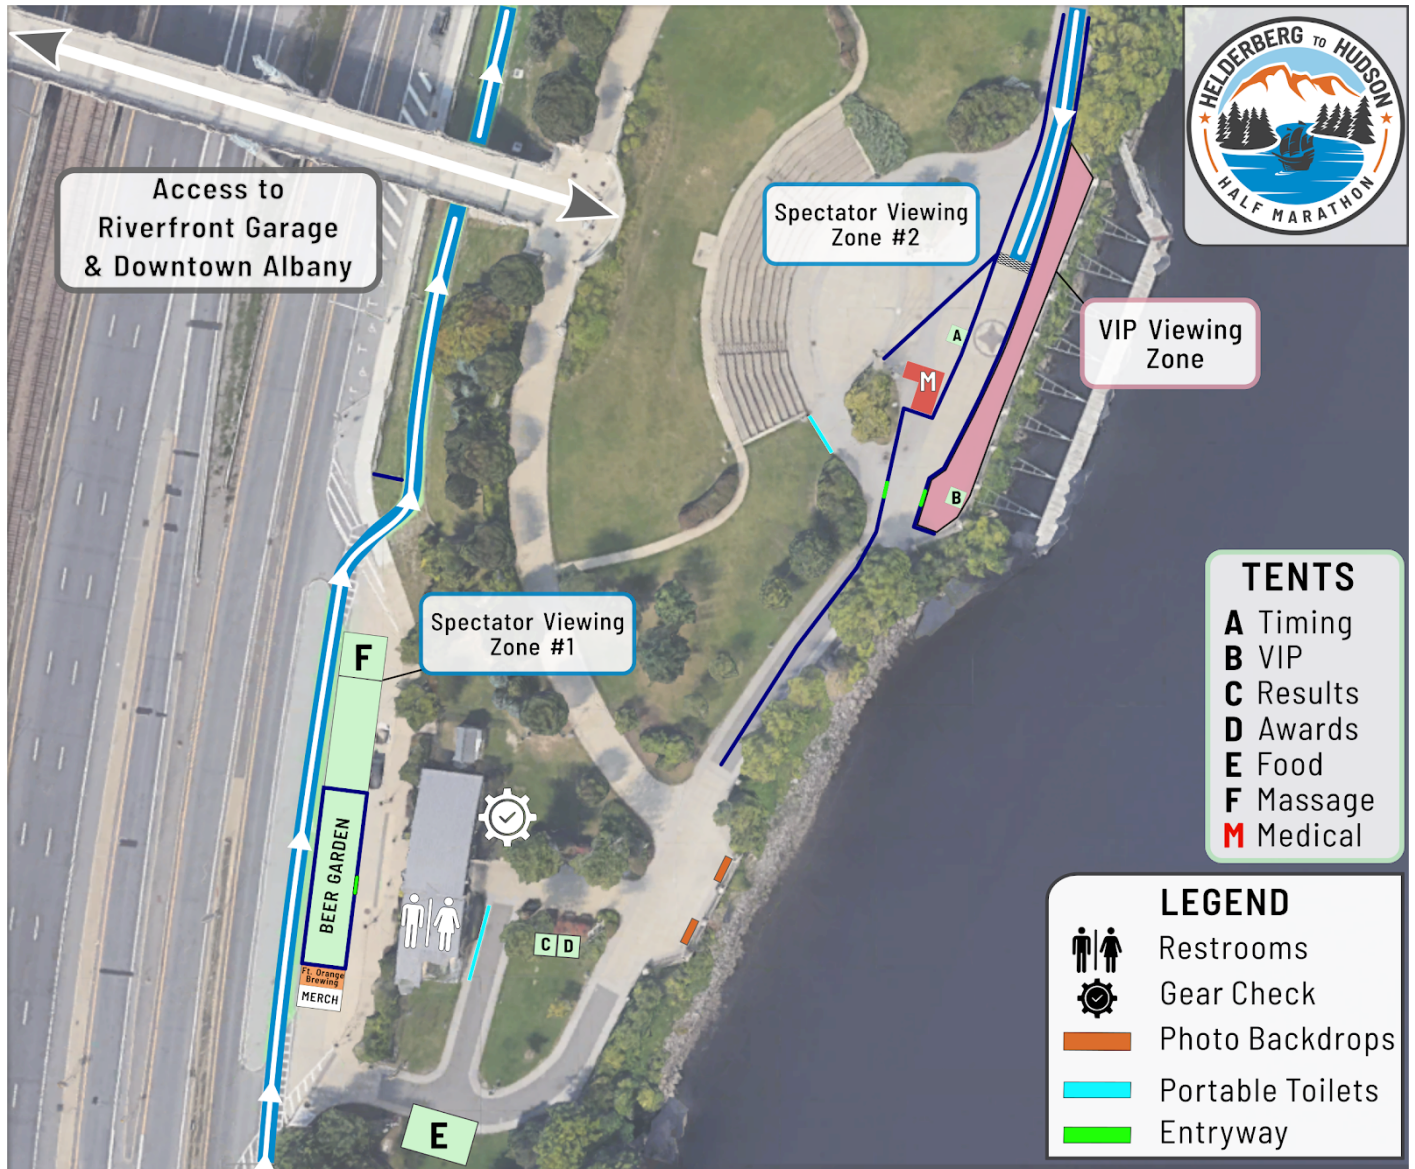 HELDERBERG TO HUDSON
HALF MARATHON
Access to
Riverfront Garage
& Downtown Albany
Spectator Viewing
Zone #2
VIP Viewing
Zone
A
M
B
Spectator Viewing
Zone #1
F
BEER GARDEN
Ft. Orange
Brewing
MERCH
C D
E
TENTS
A Timing
B VIP
C Results
D Awards
E Food
F Massage
M Medical
LEGEND
Restrooms
Gear Check
Photo Backdrops
Portable Toilets
Entryway